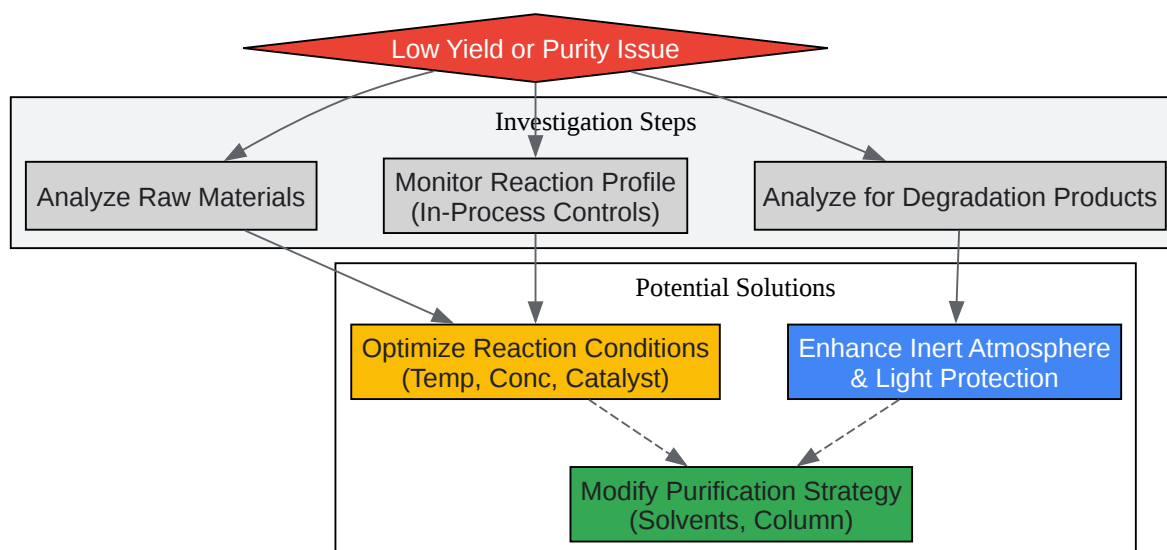 Low Yield or Purity Issue
Investigation Steps
Analyze Raw Materials
Monitor Reaction Profile
(In-Process Controls)
Analyze for Degradation Products
Potential Solutions
Optimize Reaction Conditions
(Temp, Conc, Catalyst)
Enhance Inert Atmosphere
& Light Protection
Modify Purification Strategy
(Solvents, Column)